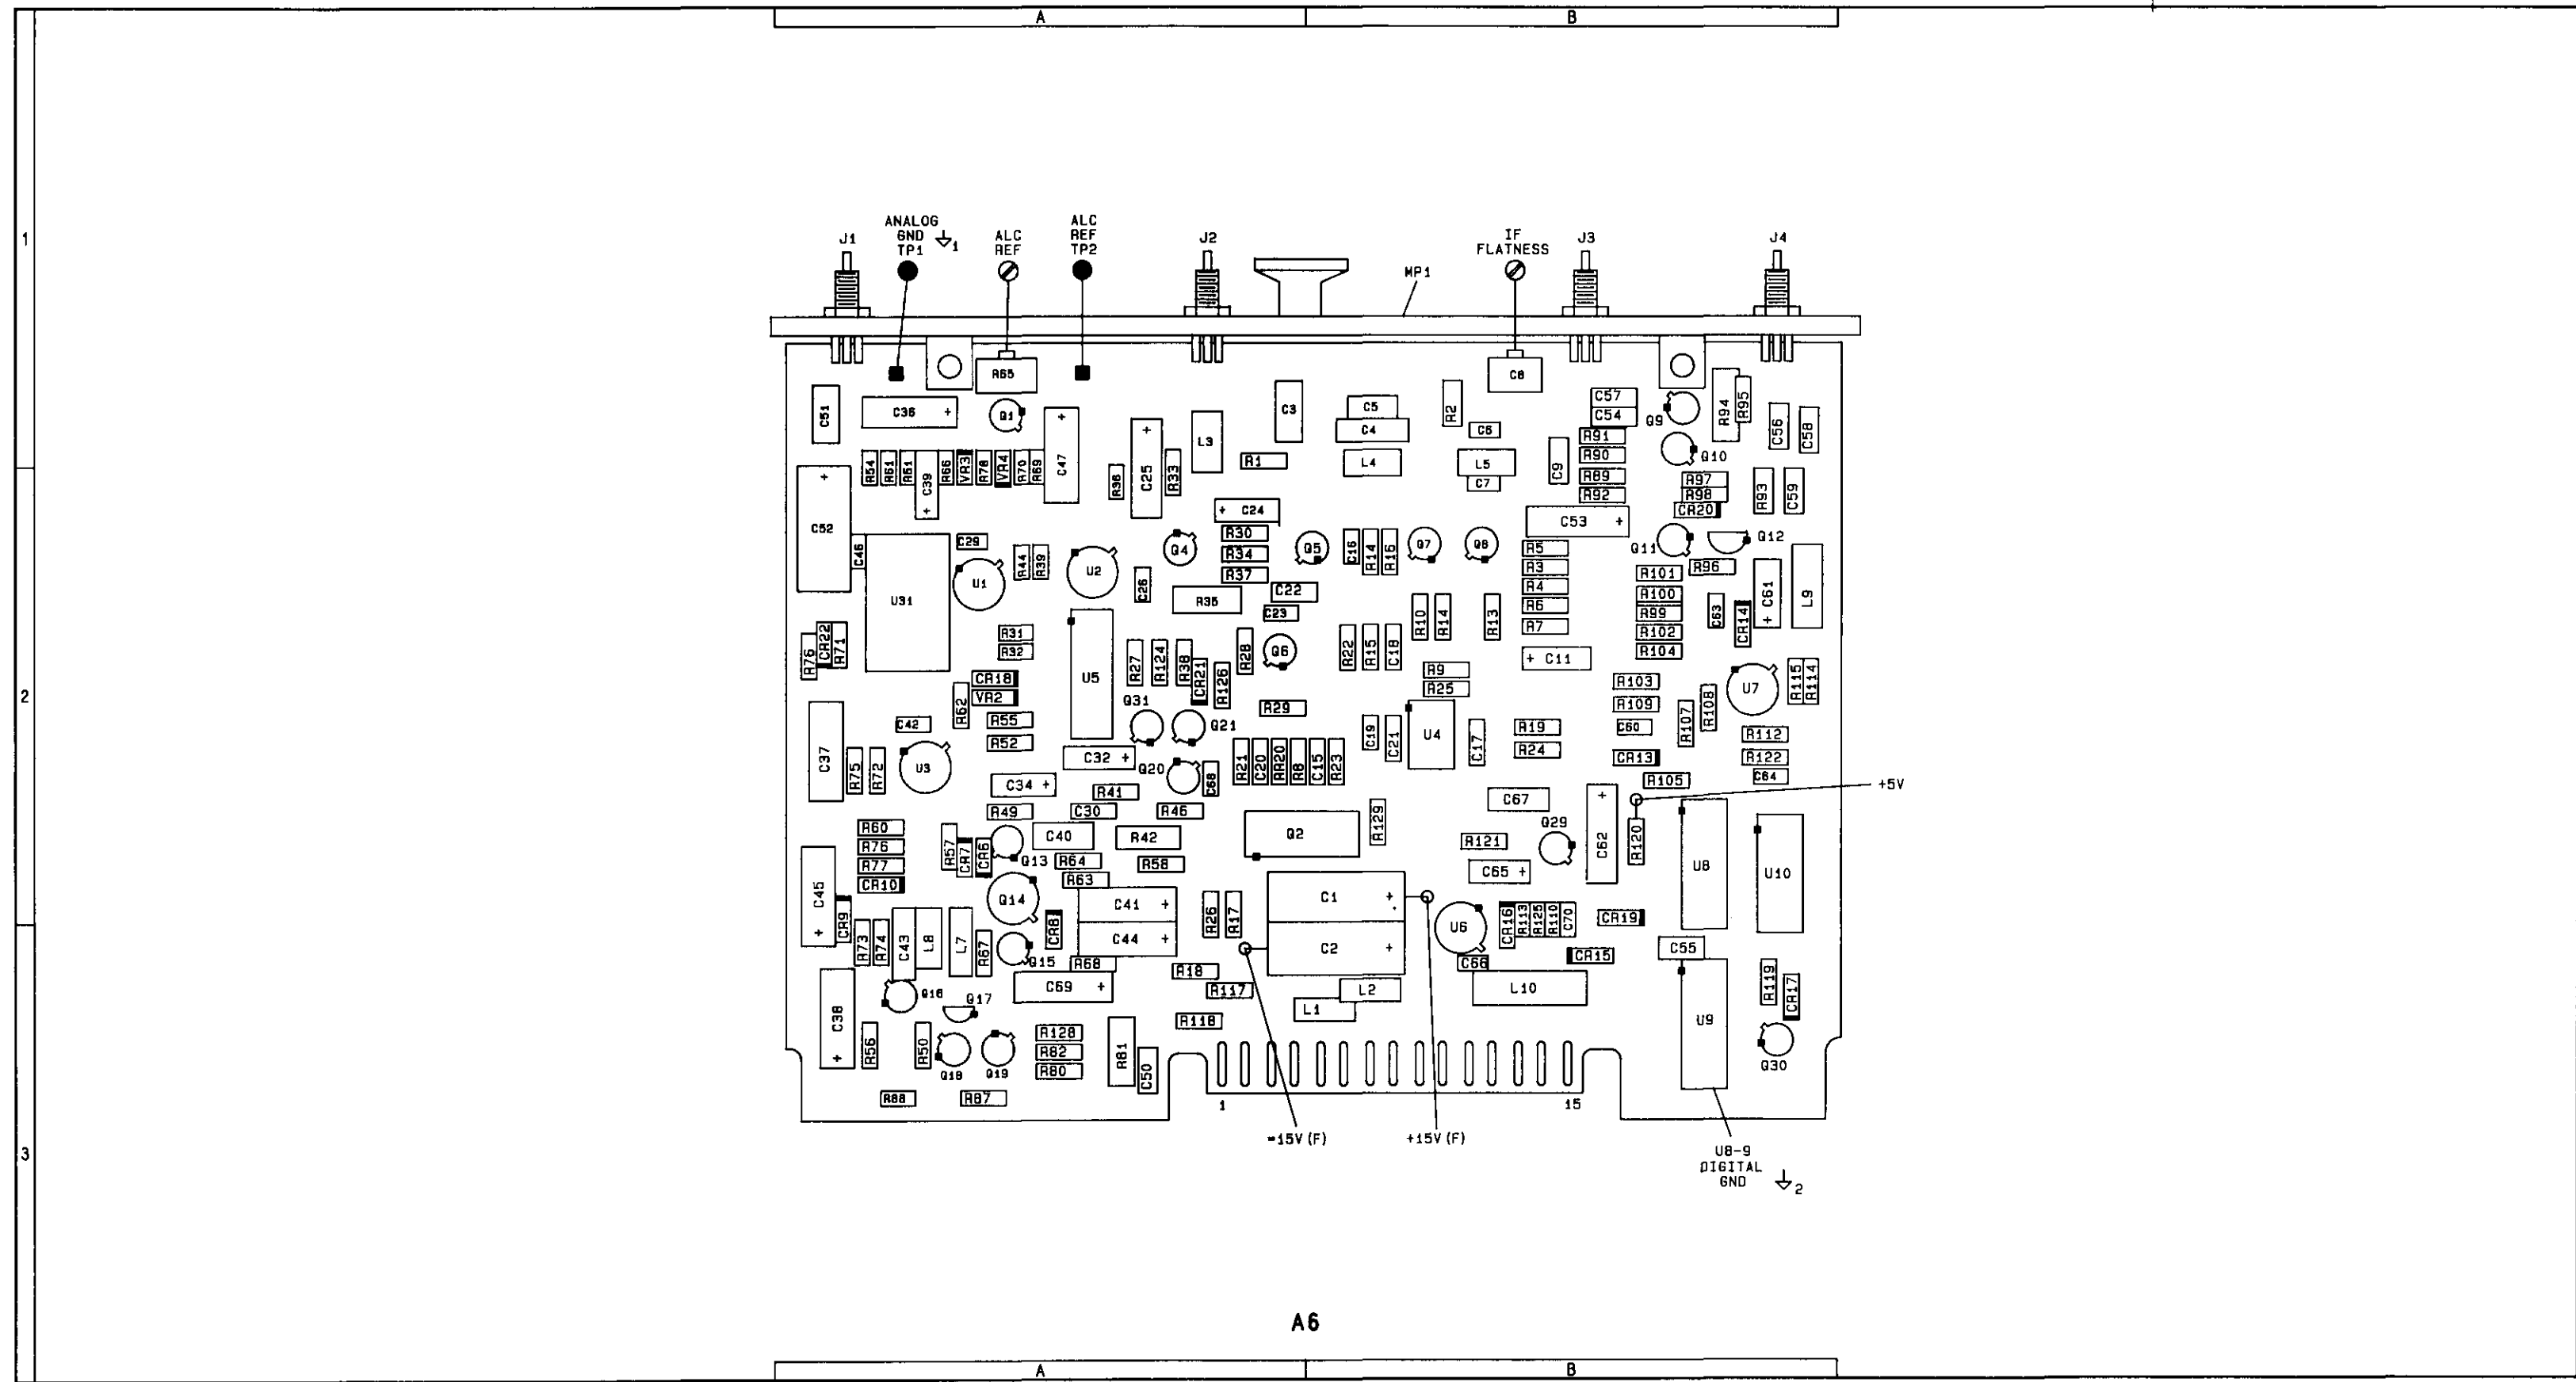 A B
1
2
3
J1
ANALOG
GND
TP1
1
ALC
REF
ALC
REF
TP2
J2
MP1
IF
FLATNESS
J3
J4
R65
C8
C51
C36 +
Q1
+ C47
+ C25
L3
C3
C5
C4
R2
C6
C57
C54
Q9
R94
R95
C56
C58
R91
R90
Q10
R54
R61
R51
C39 +
R66
VR3
R78
VR4
R70
R69
R36
R33
R1
L4
L5
C7
C9
R89
R92
R97
R98
CR20
R93
C59
+ C52
+ C24
C53 +
C46
U31
C29
U1
R44
R39
U2
C26
Q4
R30
R34
R37
Q5
C16
R14
R16
Q7
Q8
R5
R3
R4
R6
R7
Q11
Q12
R101
R96
R100
R99
R102
R104
C63
CR14
C61 +
L9
R35
C22
C23
R10
R14
R13
R76
CR22
R71
R31
R32
U5
R27
R124
R38
CR21
R126
R28
Q6
R22
R15
C18
+ C11
R9
R25
CR18
VR2
R62
R55
R52
C42
U3
Q31
Q21
R29
C19
C21
U4
C17
R19
R24
R103
R109
C60
CR13
R105
R107
R108
U7
R115
R114
R112
R122
C64
C37
R75
R72
C32 +
C34 +
Q20
C68
R21
C20
RR20
R8
C15
R23
R41
R49
C30
R46
C67
+ C62
+5V
R60
R76
R77
CR10
R57
CR7
CR6
Q13
C40
R42
R64
R58
R63
Q2
R129
R121
Q29
C65 +
R120
U8
U10
C45 +
CR9
Q14
C41 +
C44 +
R26
R17
C1 +
C2 +
U6
CR16
R113
R125
R110
C70
CR19
R73
R74
C43
L8
L7
R67
Q15
CR8
R68
C66
CR15
C55
C38 +
Q16
Q17
C69 +
R18
R117
L2
L1
L10
U9
R119
CR17
R56
R50
Q18
Q19
R128
R82
R80
R81
C50
R118
Q30
R88
R87
1
15
-15V(F)
+15V(F)
U8-9
DIGITAL
GND
2
A6
A B